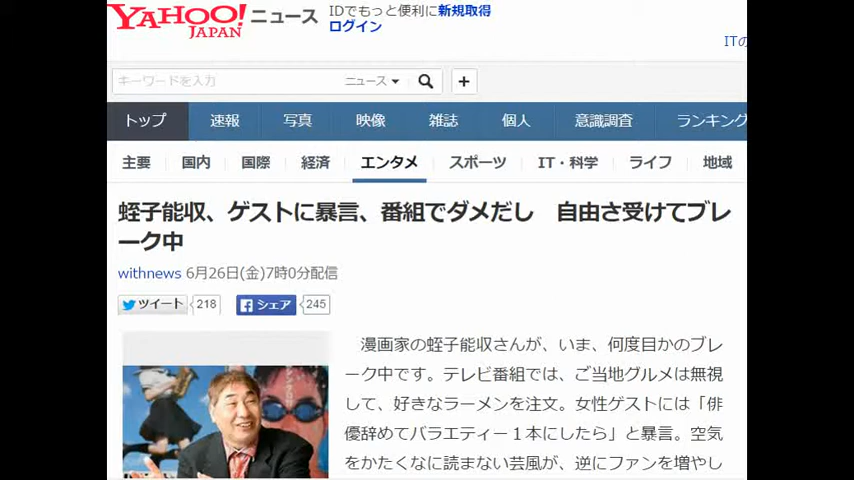 YAHOO! JAPAN ニュース
IDでもっと便利に新規取得
ログイン
ITの
キーワードを入力 ニュース
トップ 速報 写真 映像 雑誌 個人 意識調査 ランキング
主要 国内 国際 経済 エンタメ スポーツ IT・科学 ライフ 地域
蛭子能収、ゲストに暴言、番組でダメだし　自由さ受けてブレ
ーク中
withnews 6月26日(金)7時0分配信
ツイート 218 シェア 245
漫画家の蛭子能収さんが、いま、何度目かのブレ
ーク中です。テレビ番組では、ご当地グルメは無視
して、好きなラーメンを注文。女性ゲストには「俳
優辞めてバラエティー１本にしたら」と暴言。空気
をかたくなに読まない芸風が、逆にファンを増やし